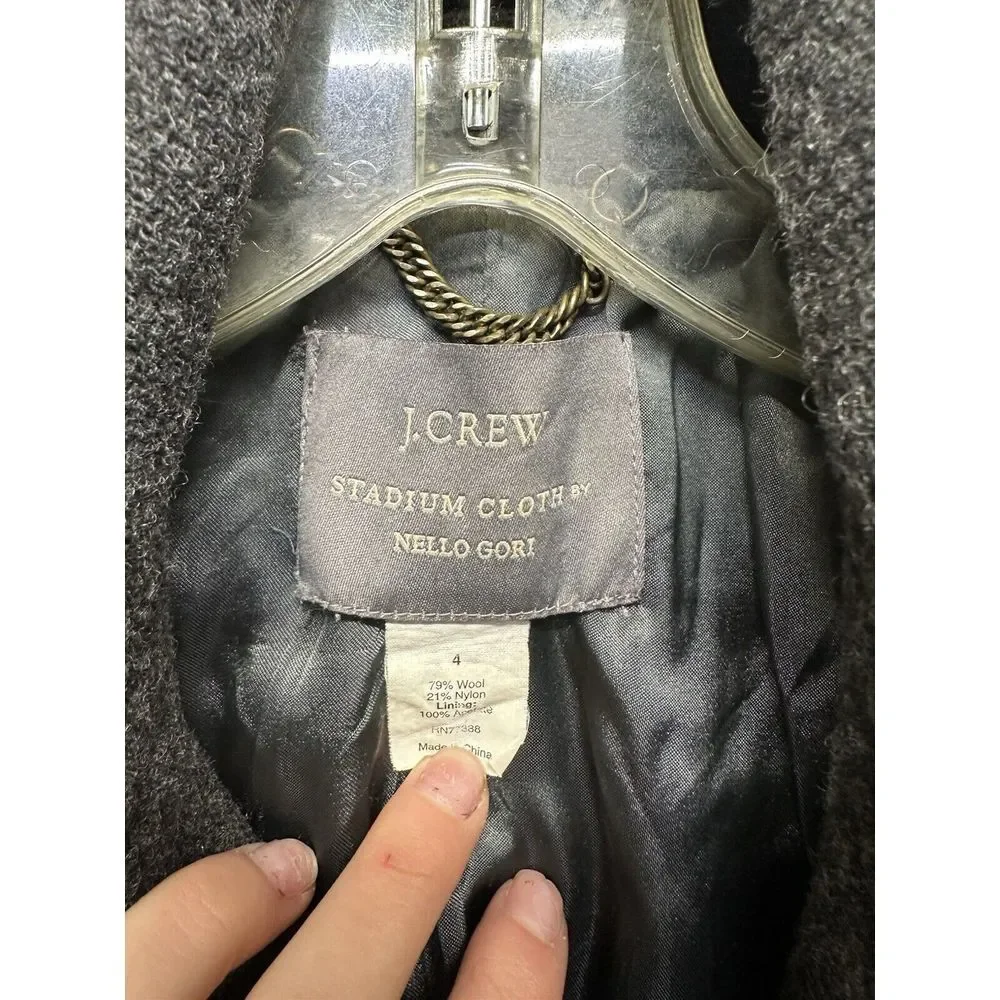 J.CREW
STADIUM CLOTH BY
NELLO GORI
4
79% Wool
21% Nylon
Lining:
100%
Made China